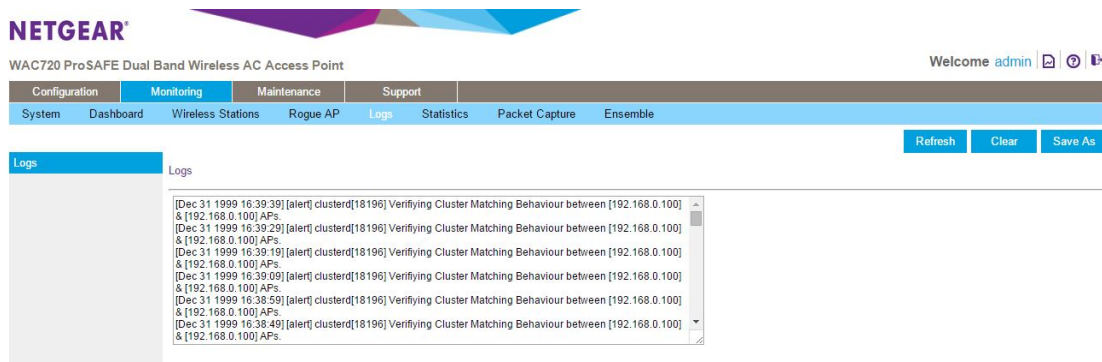 NETGEAR®
WAC720 ProSAFE Dual Band Wireless AC Access Point
Welcome admin
Configuration Monitoring Maintenance Support
System Dashboard Wireless Stations Rogue AP Logs Statistics Packet Capture Ensemble
Refresh Clear Save As
Logs
Logs
[Dec 31 1999 16:39:39] [alert] clusterd[18196] Verifiying Cluster Matching Behaviour between [192.168.0.100]
& [192.168.0.100] APs.
[Dec 31 1999 16:39:29] [alert] clusterd[18196] Verifiying Cluster Matching Behaviour between [192.168.0.100]
& [192.168.0.100] APs.
[Dec 31 1999 16:39:19] [alert] clusterd[18196] Verifiying Cluster Matching Behaviour between [192.168.0.100]
& [192.168.0.100] APs.
[Dec 31 1999 16:39:09] [alert] clusterd[18196] Verifiying Cluster Matching Behaviour between [192.168.0.100]
& [192.168.0.100] APs.
[Dec 31 1999 16:38:59] [alert] clusterd[18196] Verifiying Cluster Matching Behaviour between [192.168.0.100]
& [192.168.0.100] APs.
[Dec 31 1999 16:38:49] [alert] clusterd[18196] Verifiying Cluster Matching Behaviour between [192.168.0.100]
& [192.168.0.100] APs.